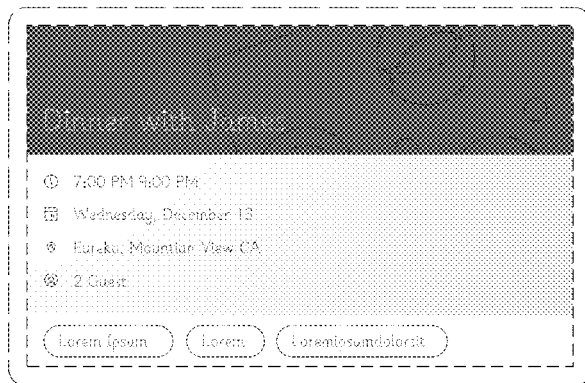 Dinner with James
7:00 PM 9:00 PM
Wednesday, December 13
Eureka, Mountian View CA
2 Guest
Lorem Ipsum Lorem Loremipsumdolorsit